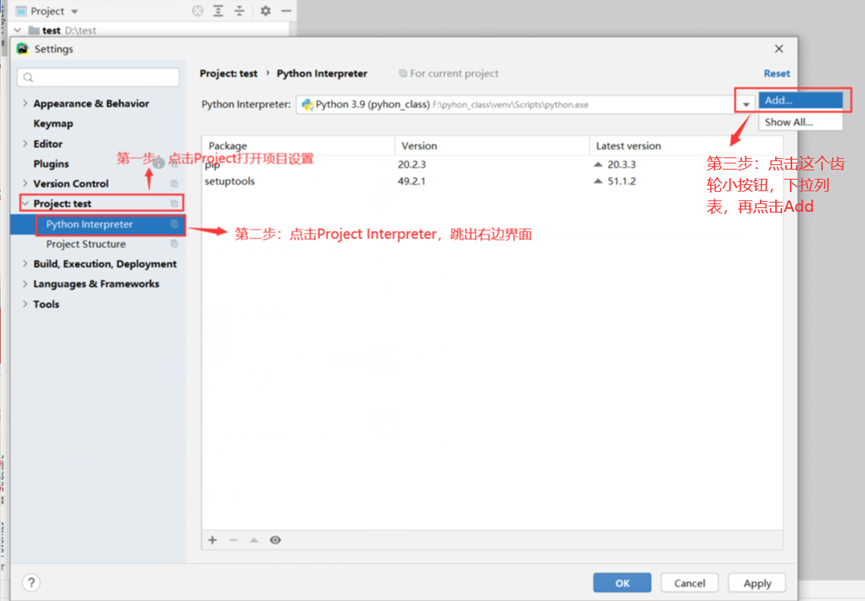 Project
test D:\test
Settings
Project: test › Python Interpreter
For current project
Reset
Python Interpreter:
Python 3.9 (pyhon_class) F:\pyhon_class\venv\Scripts\python.exe
Add...
Show All...
Appearance & Behavior
Keymap
Editor
Plugins
Version Control
Project: test
Python Interpreter
Project Structure
Build, Execution, Deployment
Languages & Frameworks
Tools
Package Version Latest version
pip 20.2.3 20.3.3
setuptools 49.2.1 51.1.2
第一步：点击Project打开项目设置
第二步：点击Project Interpreter，跳出右边界面
第三步：点击这个齿
轮小按钮，下拉列
表，再点击Add
?
OK
Cancel
Apply